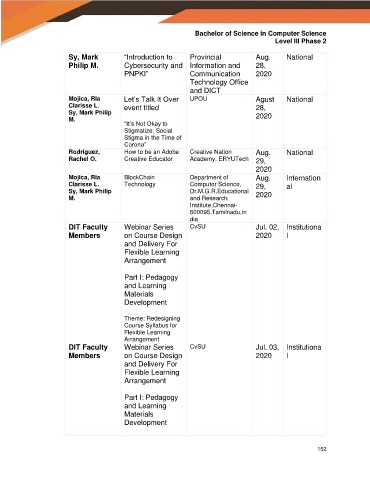 Bachelor of Science in Computer Science
Level III Phase 2
Sy, Mark
Philip M.
"Introduction to
Cybersecurity and
PNPKI"
Provincial
Information and
Communication
Technology Office
and DICT
Aug.
28,
2020
National
Mojica, Ria
Clarisse L.
Sy, Mark Philip
M.
Let's Talk It Over
event titled
"It's Not Okay to
Stigmalize: Social
Stigma in the Time of
Corona"
UPOU
Agust
28,
2020
National
Rodriguez,
Rachel O.
How to be an Adobe
Creative Educator
Creative Nation
Academy, ERYUTech
Aug.
29,
2020
National
Mojica, Ria
Clarisse L.
Sy, Mark Philip
M.
BlockChain
Technology
Department of
Computer Science,
Dr.M.G.R.Educational
and Research
Institute,Chennai-
600095,Tamilnadu,In
dia
Aug.
29,
2020
Internation
al
DIT Faculty
Members
Webinar Series
on Course Design
and Delivery For
Flexible Learning
Arrangement
Part I: Pedagogy
and Learning
Materials
Development
Theme: Redesigning
Course Syllabus for
Flexible Learning
Arrangement
CvSU
Jul, 02,
2020
Institutiona
l
DIT Faculty
Members
Webinar Series
on Course Design
and Delivery For
Flexible Learning
Arrangement
Part I: Pedagogy
and Learning
Materials
Development
CvSU
Jul, 03,
2020
Institutiona
l
152